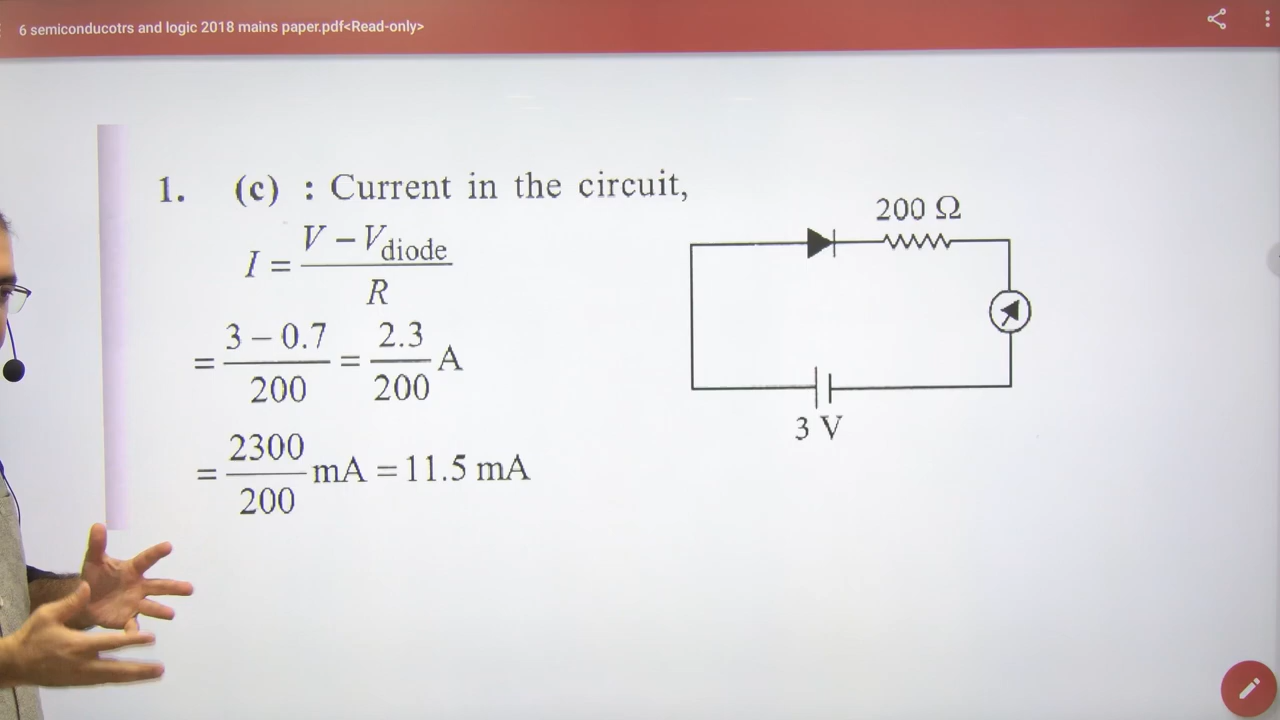 6 semiconducotrs and logic 2018 mains paper.pdf<Read-only>
1. (c) : Current in the circuit,
I = V − Vdiode / R
= 3 − 0.7 / 200 = 2.3 / 200 A
= 2300 / 200 mA = 11.5 mA
200 Ω
3 V